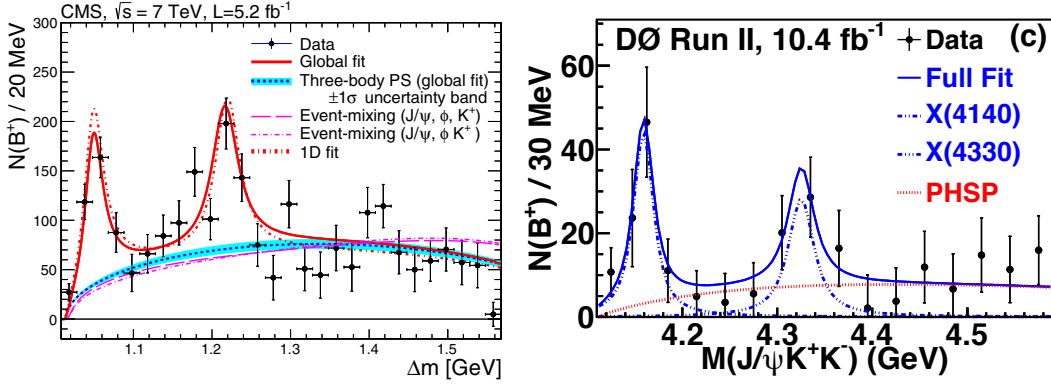 CMS, √s = 7 TeV, L=5.2 fb⁻¹
N(B⁺) / 20 MeV
300
250
200
150
100
50
0
Data
Global fit
Three-body PS (global fit)
±1σ uncertainty band
Event-mixing (J/ψ, φ, K⁺)
Event-mixing (J/ψ, φ K⁺)
1D fit
1.1 1.2 1.3 1.4 1.5
Δm [GeV]
DØ Run II, 10.4 fb⁻¹
(c)
N(B⁺) / 30 MeV
60
40
20
0
Data
Full Fit
X(4140)
X(4330)
PHSP
4.2 4.3 4.4 4.5
M(J/ψK⁺K⁻) (GeV)